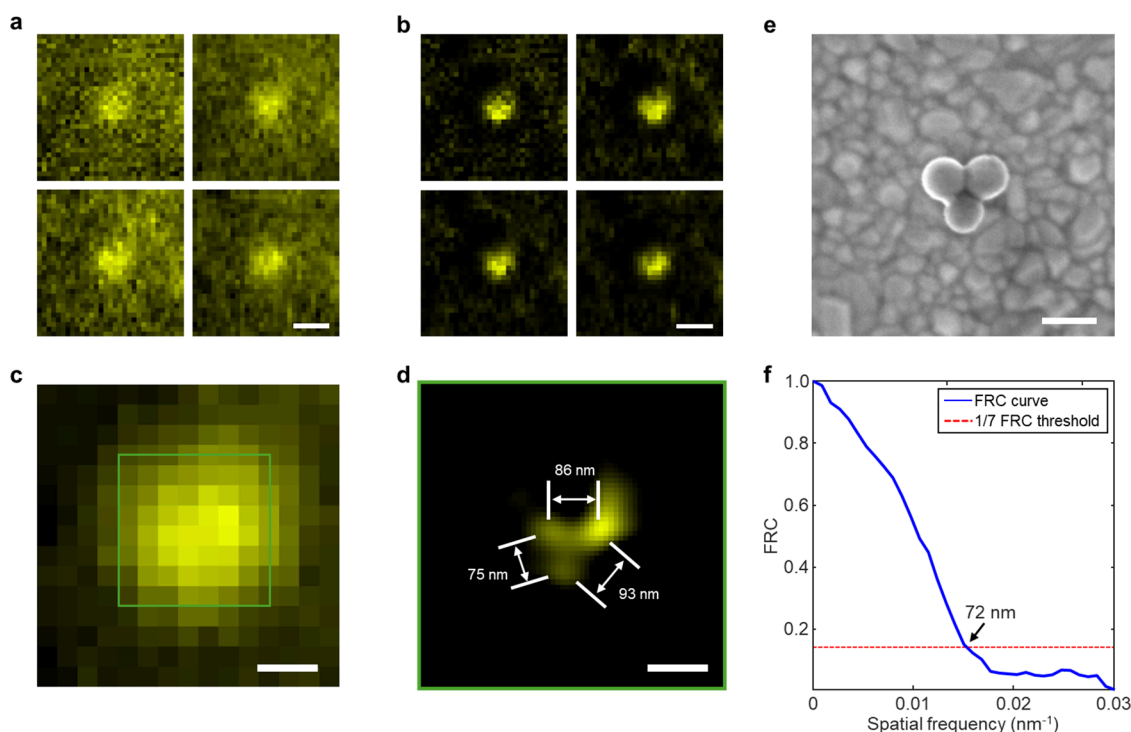 a
b
e
c
d
86 nm
75 nm
93 nm
f
1.0
FRC curve
1/7 FRC threshold
0.8
0.6
FRC
0.4
72 nm
0.2
0
0.01
0.02
0.03
Spatial frequency (nm⁻¹)